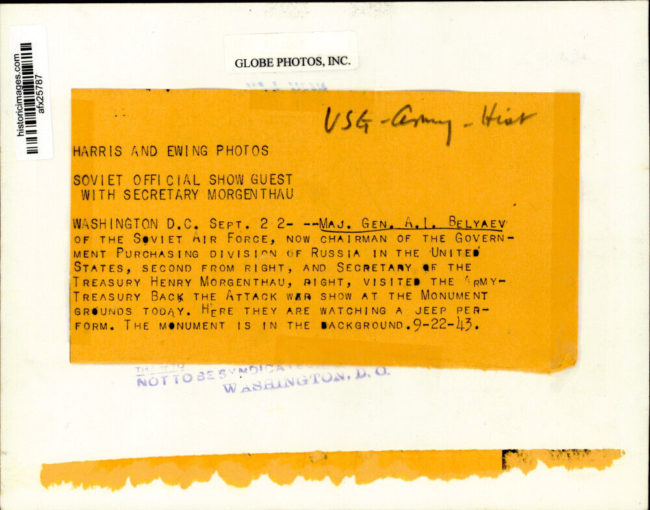 historicimages.com
afx25787
GLOBE PHOTOS, INC.
USG-Army-Hist
HARRIS AND EWING PHOTOS
SOVIET OFFICIAL SHOW GUEST
WITH SECRETARY MORGENTHAU
WASHINGTON D.C. SEPT. 22- --MAJ. GEN. A.I. BELYAEV
OF THE SOVIET AIR FORCE, NOW CHAIRMAN OF THE GOVERN-
MENT PURCHASING DIVISION OF RUSSIA IN THE UNITED
STATES, SECOND FROM RIGHT, AND SECRETARY OF THE
TREASURY HENRY MORGENTHAU, RIGHT, VISITED THE ARMY-
TREASURY BACK THE ATTACK WAR SHOW AT THE MONUMENT
GROUNDS TODAY. HERE THEY ARE WATCHING A JEEP PER-
FORM. THE MONUMENT IS IN THE BACKGROUND.9-22-43.
NOT TO BE SYNDICATE
WASHINGTON, D. C.